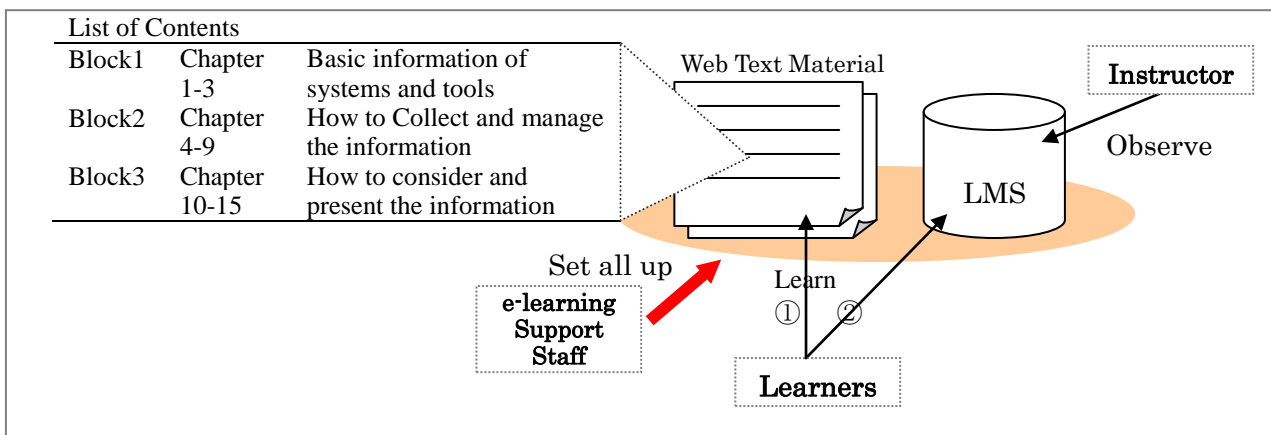 List of Contents
Block1 Chapter Basic information of
1-3 systems and tools
Block2 Chapter How to Collect and manage
4-9 the information
Block3 Chapter How to consider and
10-15 present the information
Web Text Material
Instructor
Observe
LMS
Set all up
e-learning
Support
Staff
Learn
① ②
Learners